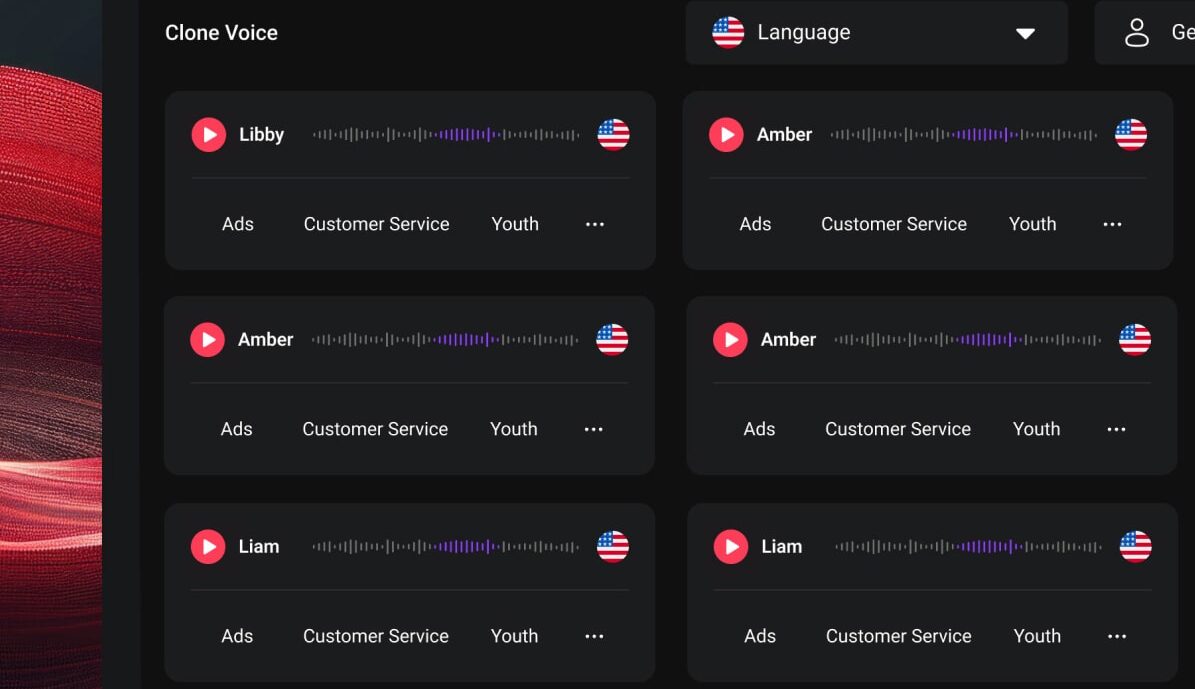 Clone Voice Language Ge
Libby Amber
Ads Customer Service Youth ... Ads Customer Service Youth ...
Amber Amber
Ads Customer Service Youth ... Ads Customer Service Youth ...
Liam Liam
Ads Customer Service Youth ... Ads Customer Service Youth ...